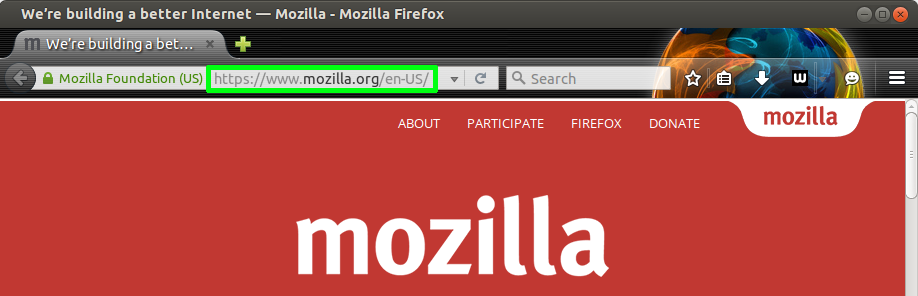 We're building a better Internet — Mozilla - Mozilla Firefox
m We're building a bet…
Mozilla Foundation (US) https://www.mozilla.org/en-US/ Search w
ABOUT PARTICIPATE FIREFOX DONATE mozilla
mozilla